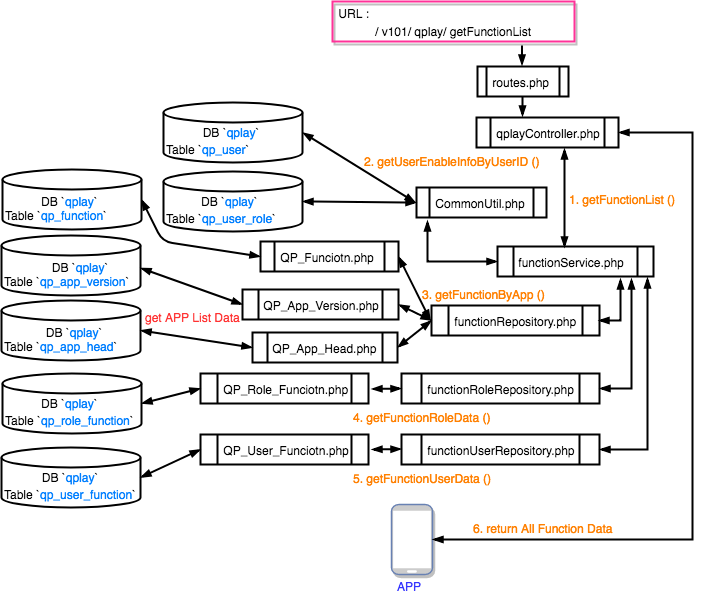 URL :
/ v101/ qplay/ getFunctionList
routes.php
qplayController.php
DB `qplay`
Table `qp_user`
2. getUserEnableInfoByUserID ()
1. getFunctionList ()
DB `qplay`
Table `qp_user_role`
CommonUtil.php
DB `qplay`
Table `qp_function`
QP_Funciotn.php
functionService.php
DB `qplay`
Table `qp_app_version`
QP_App_Version.php
3. getFunctionByApp ()
get APP List Data
functionRepository.php
DB `qplay`
Table `qp_app_head`
QP_App_Head.php
DB `qplay`
Table `qp_role_function`
QP_Role_Funciotn.php
functionRoleRepository.php
4. getFunctionRoleData ()
QP_User_Funciotn.php
functionUserRepository.php
DB `qplay`
Table `qp_user_function`
5. getFunctionUserData ()
6. return All Function Data
APP